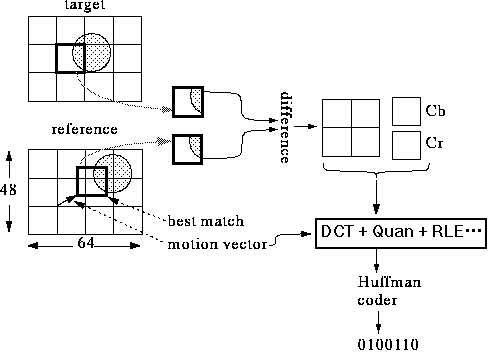 target
difference
Cb
reference
Cr
48
best match
64
motion vector
DCT + Quan + RLE···
Huffman
coder
0100110